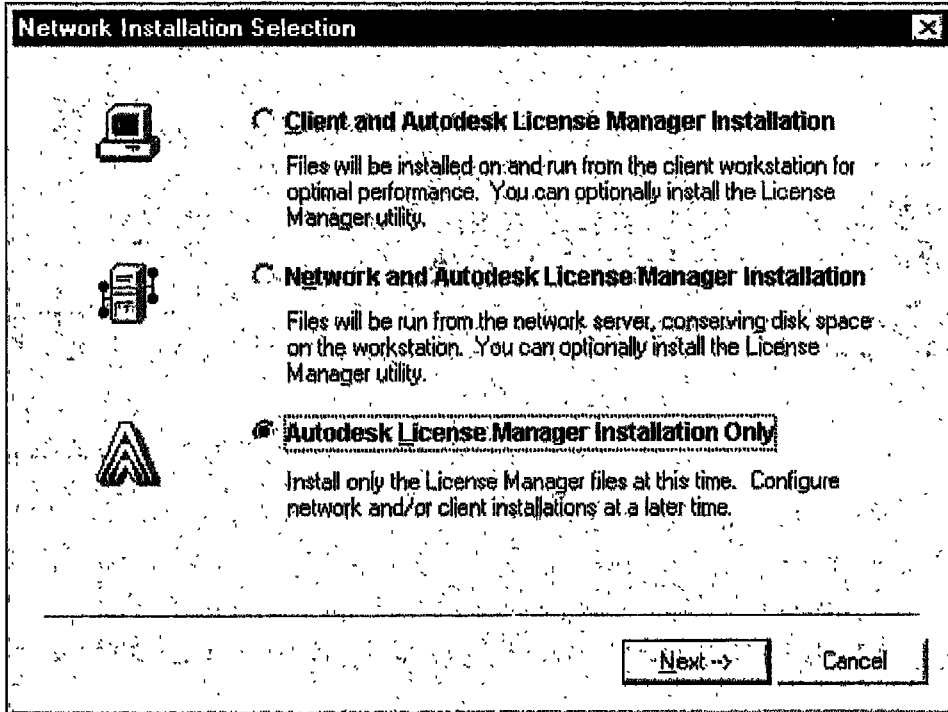 Network Installation Selection
Client and Autodesk License Manager Installation
Files will be installed on and run from the client workstation for
optimal performance. You can optionally install the License
Manager utility.
Network and Autodesk License Manager Installation
Files will be run from the network server, conserving disk space
on the workstation. You can optionally install the License
Manager utility.
Autodesk License Manager Installation Only
Install only the License Manager files at this time. Configure
network and/or client installations at a later time.
Next -->
Cancel